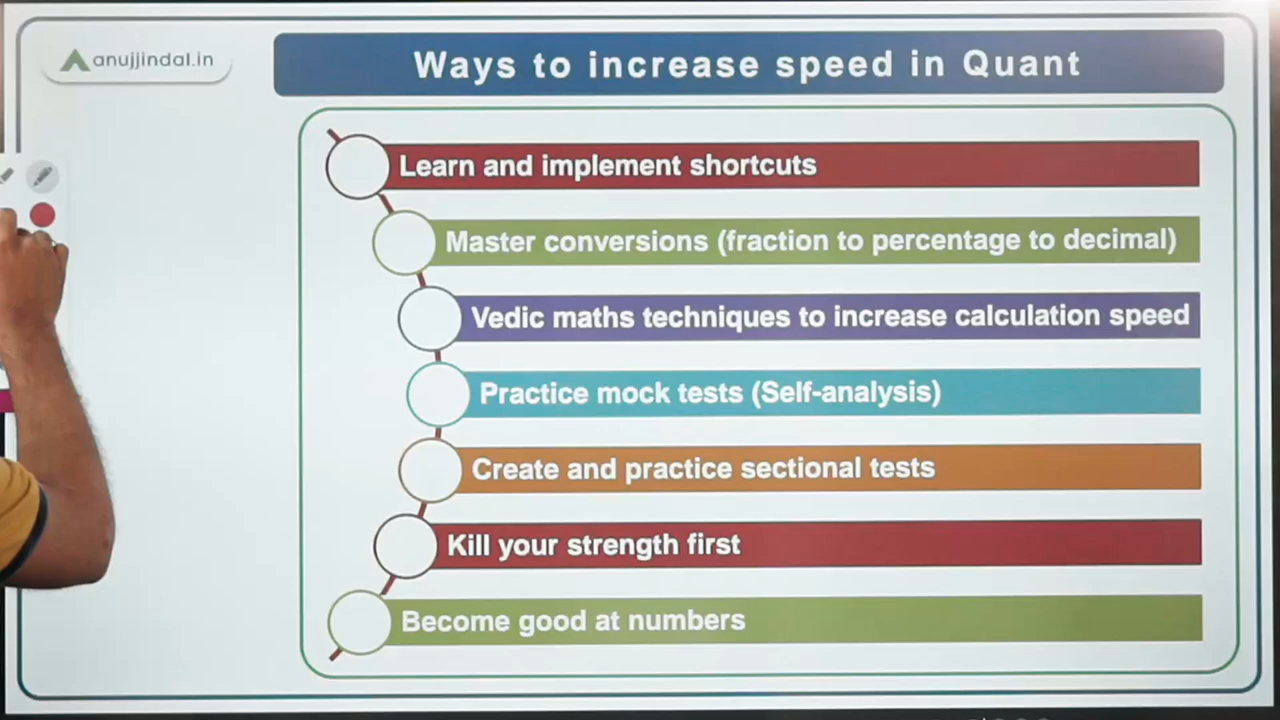 anujjindal.in
Ways to increase speed in Quant
Learn and implement shortcuts
Master conversions (fraction to percentage to decimal)
Vedic maths techniques to increase calculation speed
Practice mock tests (Self-analysis)
Create and practice sectional tests
Kill your strength first
Become good at numbers